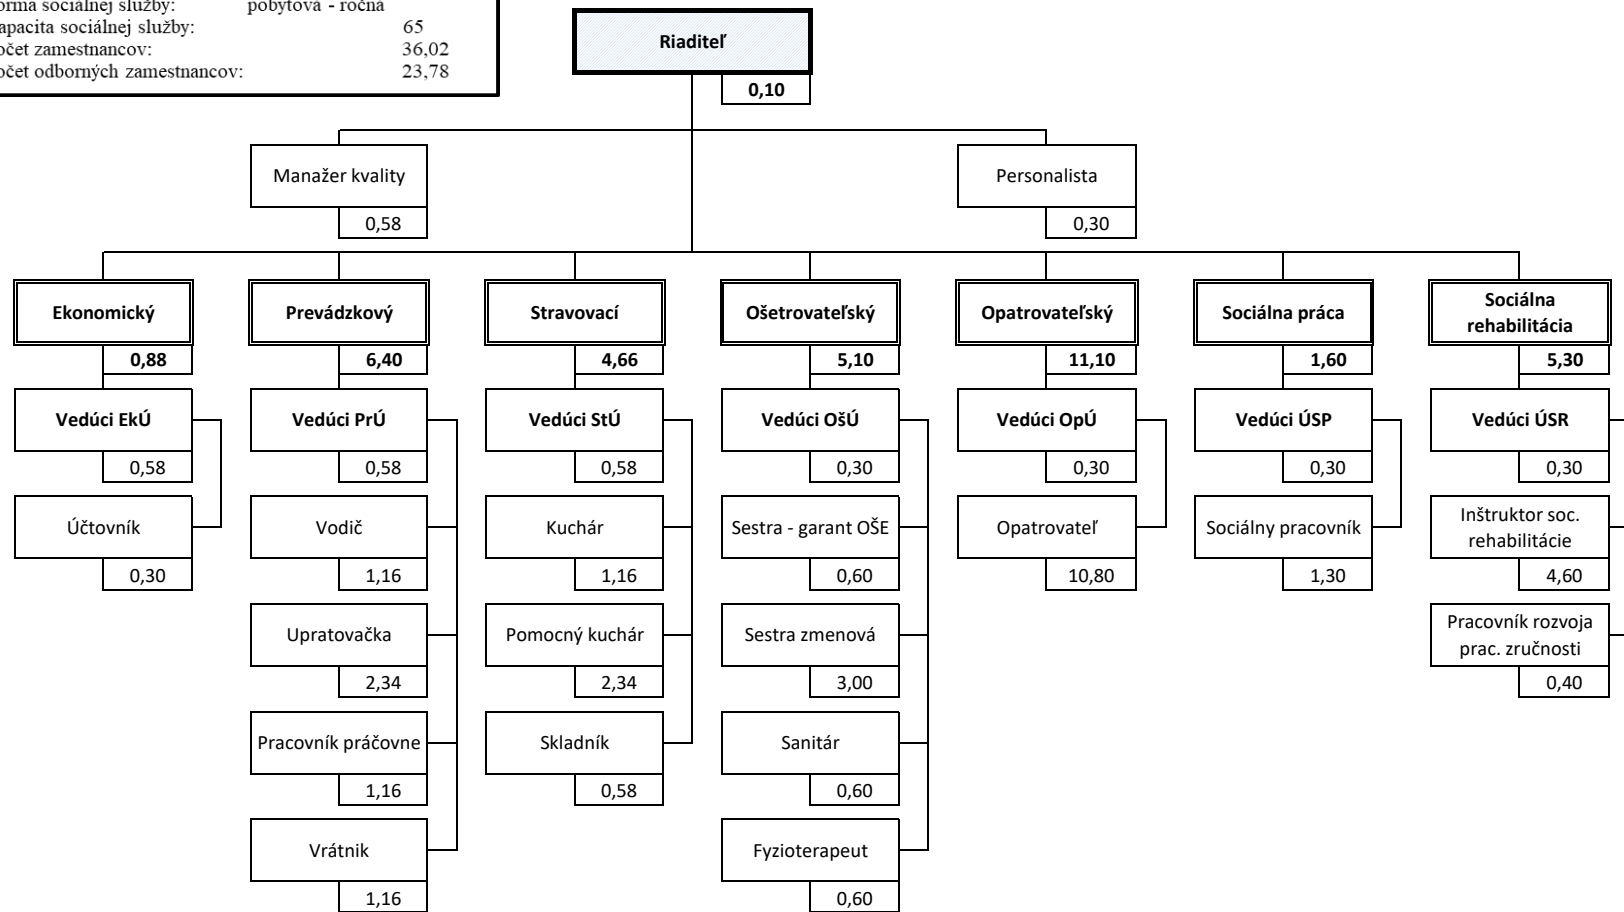 orma sociálnej služby: pobytová - ročná
apacita sociálnej služby: 65
očet zamestnancov: 36,02
očet odborných zamestnancov: 23,78
Riaditeľ
0,10
Manažer kvality
0,58
Personalista
0,30
Ekonomický
0,88
Vedúci EkÚ
0,58
Účtovník
0,30
Prevádzkový
6,40
Vedúci PrÚ
0,58
Vodič
1,16
Upratovačka
2,34
Pracovník práčovne
1,16
Vrátnik
1,16
Stravovací
4,66
Vedúci StÚ
0,58
Kuchár
1,16
Pomocný kuchár
2,34
Skladník
0,58
Ošetrovateľský
5,10
Vedúci OšÚ
0,30
Sestra - garant OŠE
0,60
Sestra zmenová
3,00
Sanitár
0,60
Fyzioterapeut
0,60
Opatrovateľský
11,10
Vedúci OpÚ
0,30
Opatrovateľ
10,80
Sociálna práca
1,60
Vedúci ÚSP
0,30
Sociálny pracovník
1,30
Sociálna
rehabilitácia
5,30
Vedúci ÚSR
0,30
Inštruktor soc.
rehabilitácie
4,60
Pracovník rozvoja
prac. zručnosti
0,40